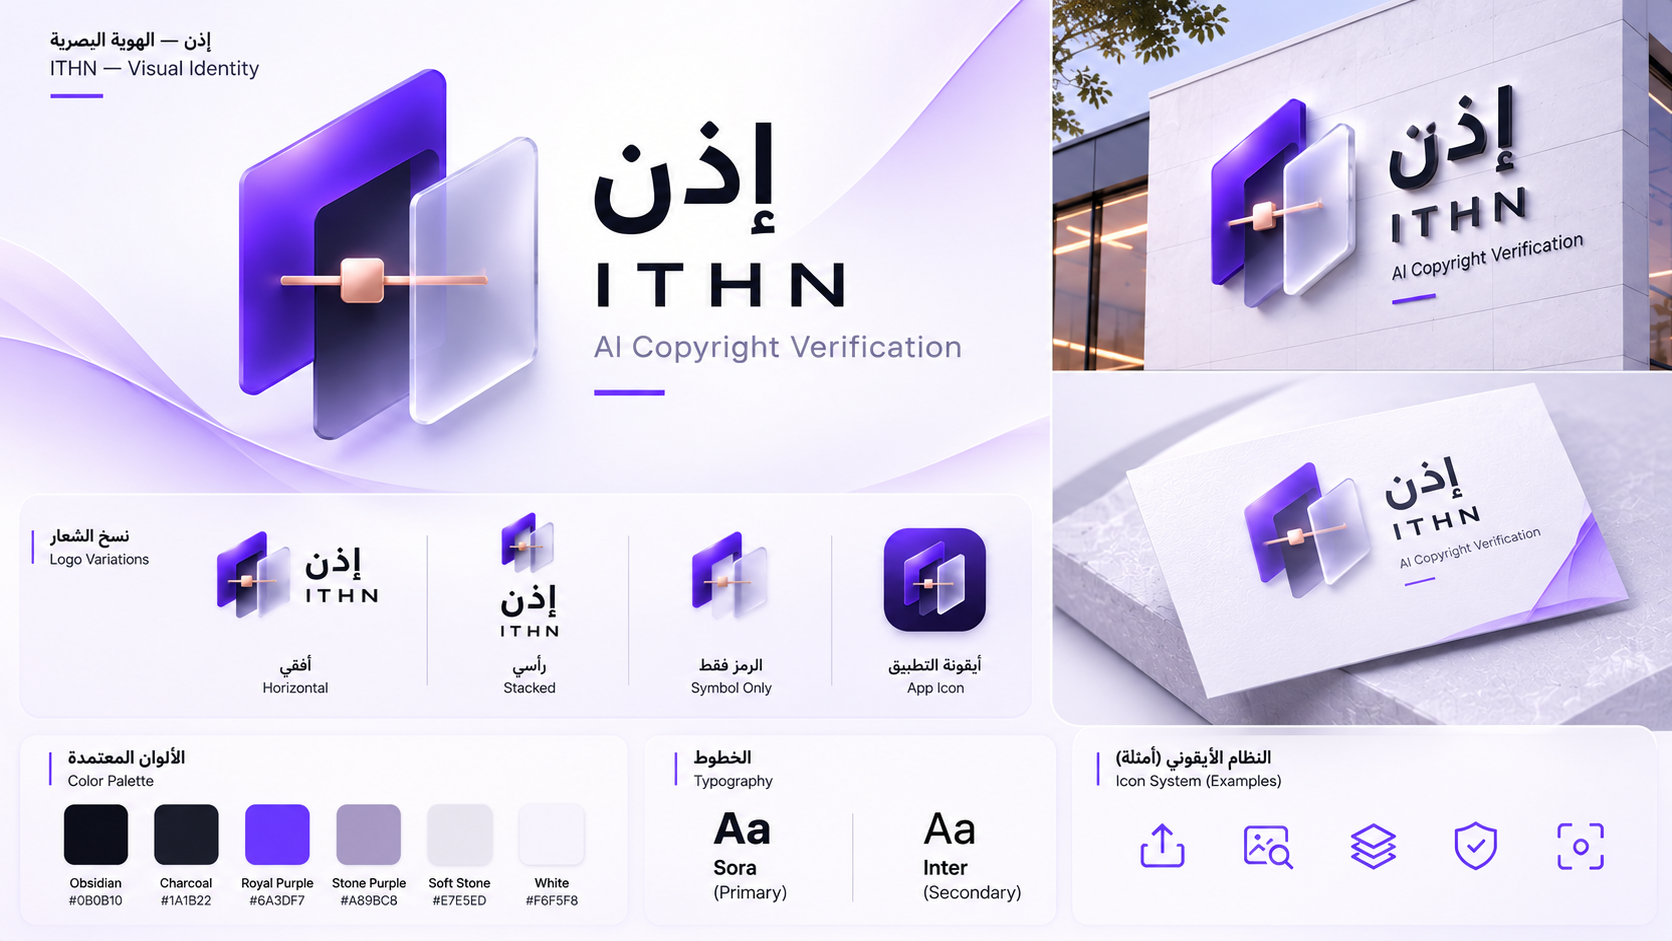 إذن — الهوية البصرية
ITHN — Visual Identity
إذن
ITHN
AI Copyright Verification
إذن
ITHN
AI Copyright Verification
إذن
ITHN
AI Copyright Verification
نسخ الشعار
Logo Variations
إذن
ITHN
أفقي
Horizontal
إذن
ITHN
رأسي
Stacked
الرمز فقط
Symbol Only
أيقونة التطبيق
App Icon
الألوان المعتمدة
Color Palette
Obsidian
#0B0B10
Charcoal
#1A1B22
Royal Purple
#6A3DF7
Stone Purple
#A89BC8
Soft Stone
#E7E5ED
White
#F6F5F8
الخطوط
Typography
Aa
Sora
(Primary)
Aa
Inter
(Secondary)
النظام الأيقوني (أمثلة)
Icon System (Examples)